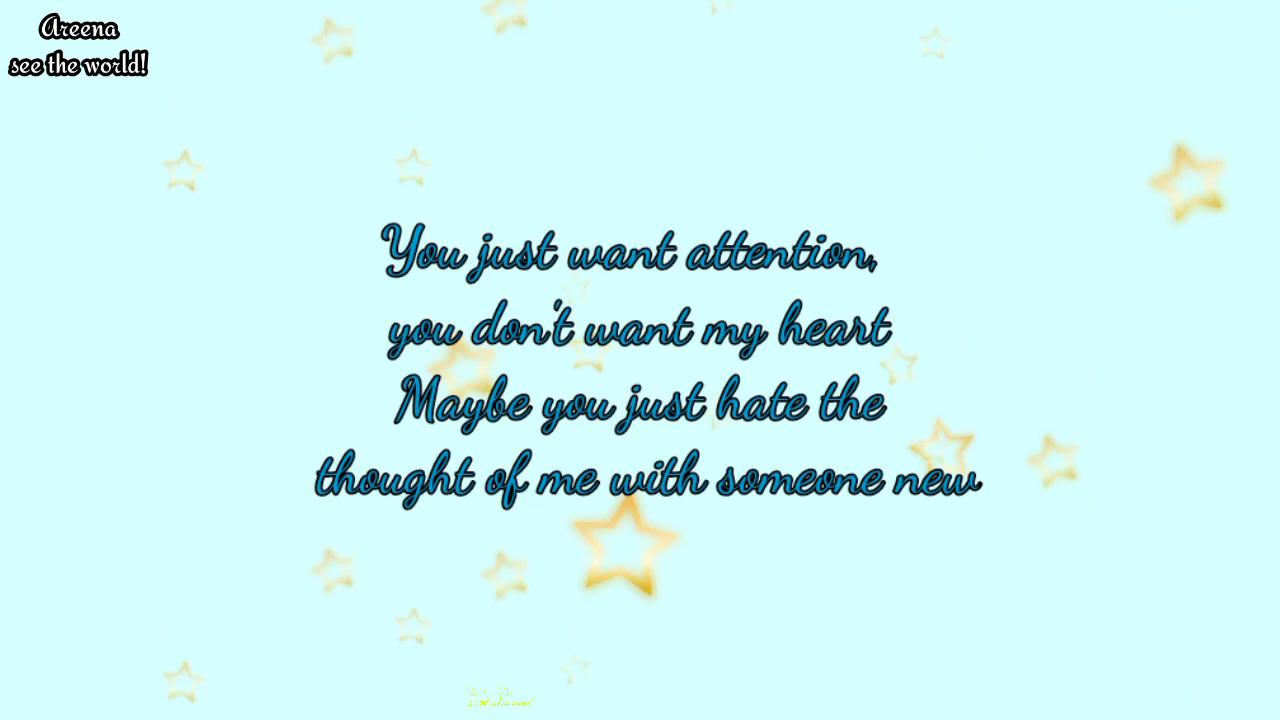 Areena
see the world!
You just want attention,
you don't want my heart
Maybe you just hate the
thought of me with someone new